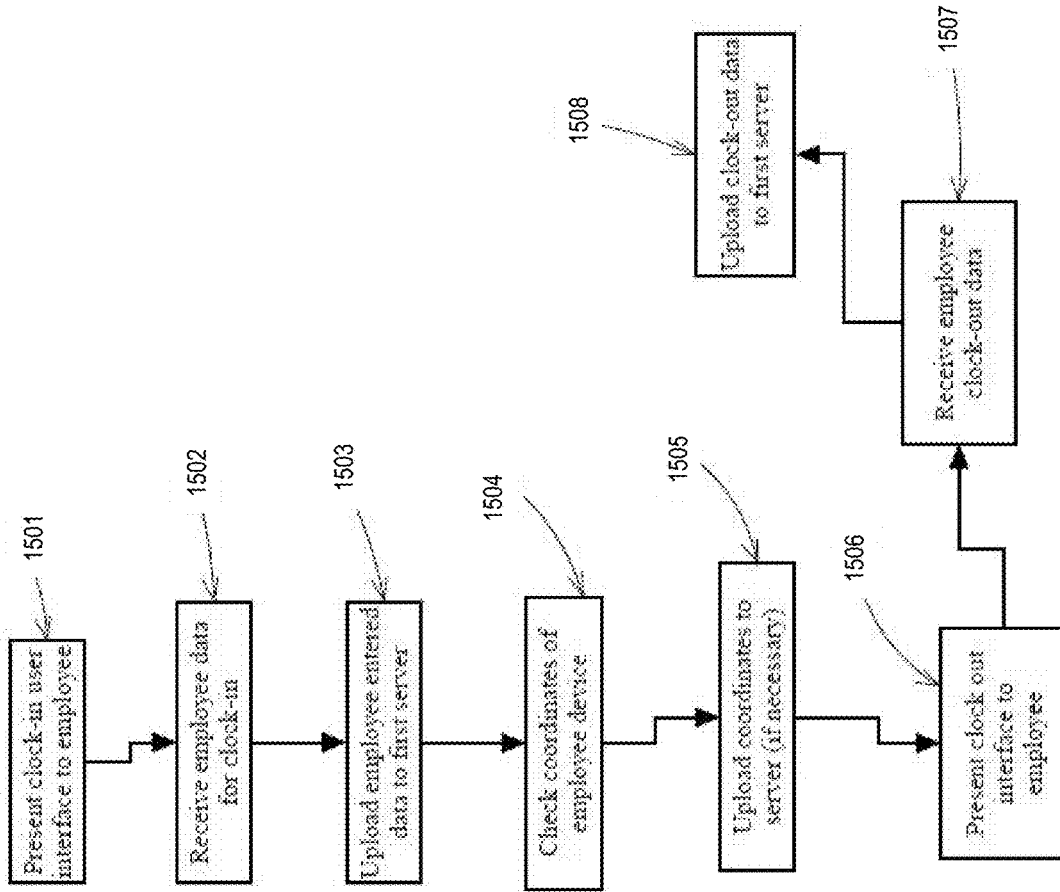 Present clock-in user
interface to employee
1501
Receive employee data
for clock-in
1502
Upload employee entered
data to first server
1503
Check coordinates of
employee device
1504
Upload coordinates to
server (if necessary)
1505
Present clock out
interface to
employee
1506
Receive employee
clock-out data
1507
Upload clock-out data
to first server
1508